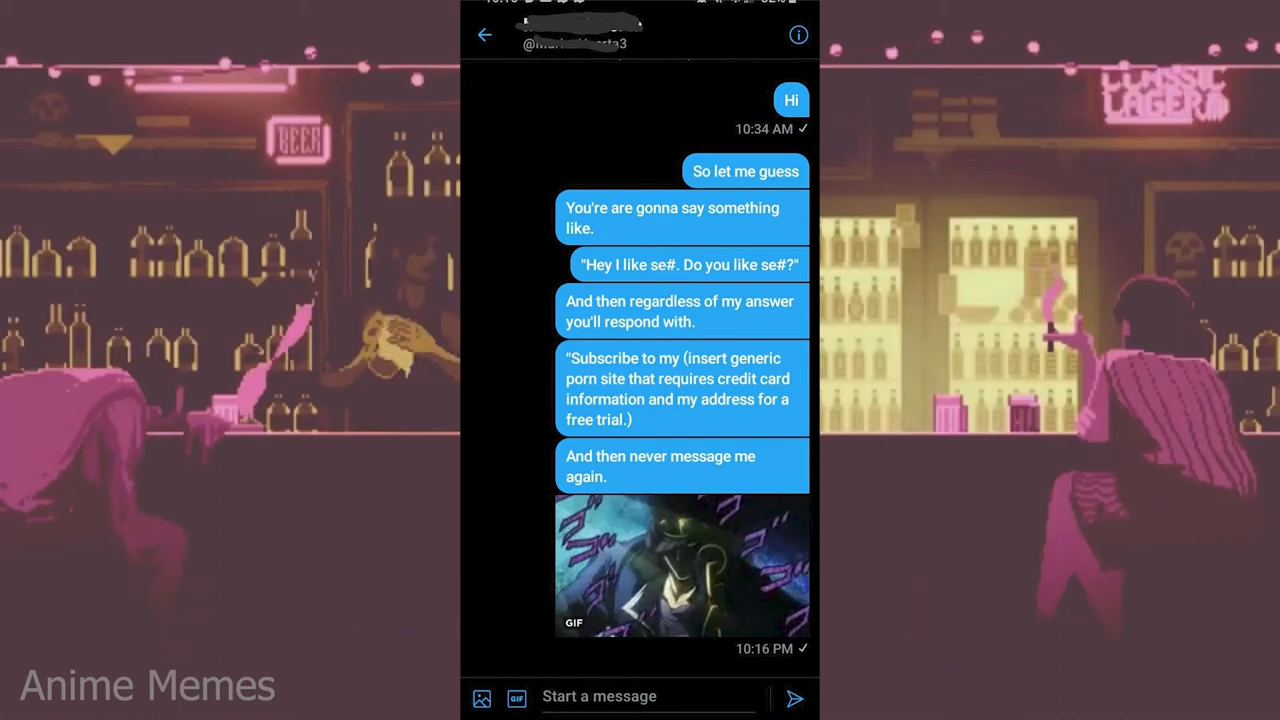 Hi
10:34 AM ✓
So let me guess
You're are gonna say something
like.
"Hey I like se#. Do you like se#?"
And then regardless of my answer
you'll respond with.
"Subscribe to my (insert generic
porn site that requires credit card
information and my address for a
free trial.)
And then never message me
again.
GIF
10:16 PM ✓
GIF
Start a message
BEER
CLASSIC
LAGER
Anime Memes